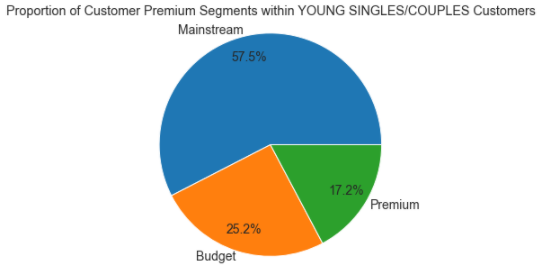 Proportion of Customer Premium Segments within YOUNG SINGLES/COUPLES Customers
Mainstream
57.5%
17.2%
Premium
25.2%
Budget